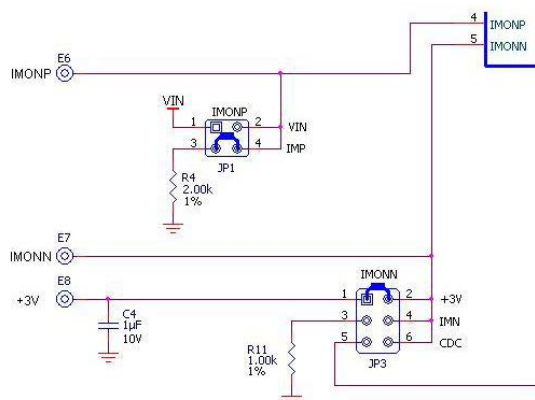 4 IMONP
5 IMONN
E6
IMONP
VIN
IMONP
1 2 VIN
3 4 IMP
JP1
R4
2.00k
1%
E7
IMONN
E8
+3V
IMONN
1 2 +3V
3 4 IMN
5 6 CDC
JP3
C4
1µF
10V
R11
1.00k
1%